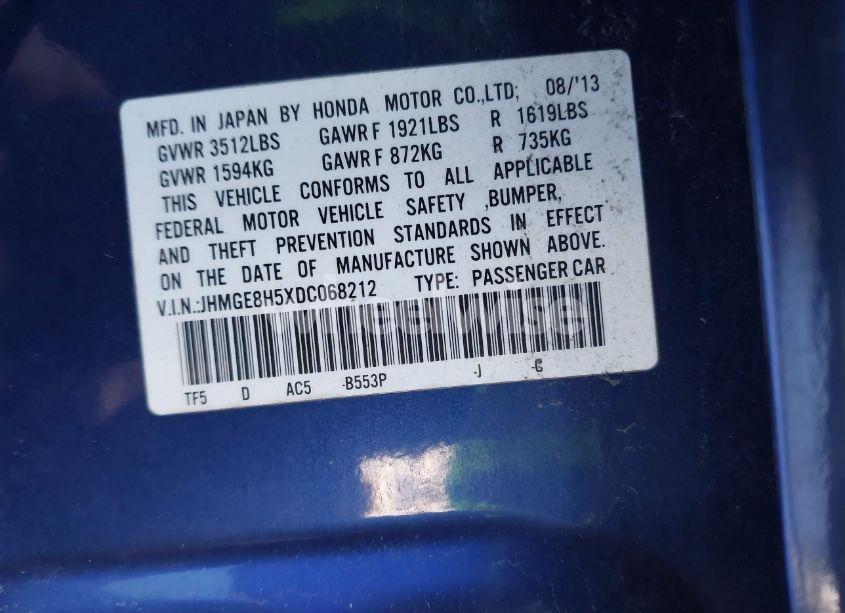 MFD. IN JAPAN BY HONDA MOTOR CO.,LTD; 08/'13
GVWR 3512LBS GAWR F 1921LBS R 1619LBS
GVWR 1594KG GAWR F 872KG R 735KG
THIS VEHICLE CONFORMS TO ALL APPLICABLE
FEDERAL MOTOR VEHICLE SAFETY ,BUMPER,
AND THEFT PREVENTION STANDARDS IN EFFECT
ON THE DATE OF MANUFACTURE SHOWN ABOVE.
V.I.N.:JHMGE8H5XDC068212 TYPE: PASSENGER CAR
wheelwise
TF5 D AC5 -B553P -J -C